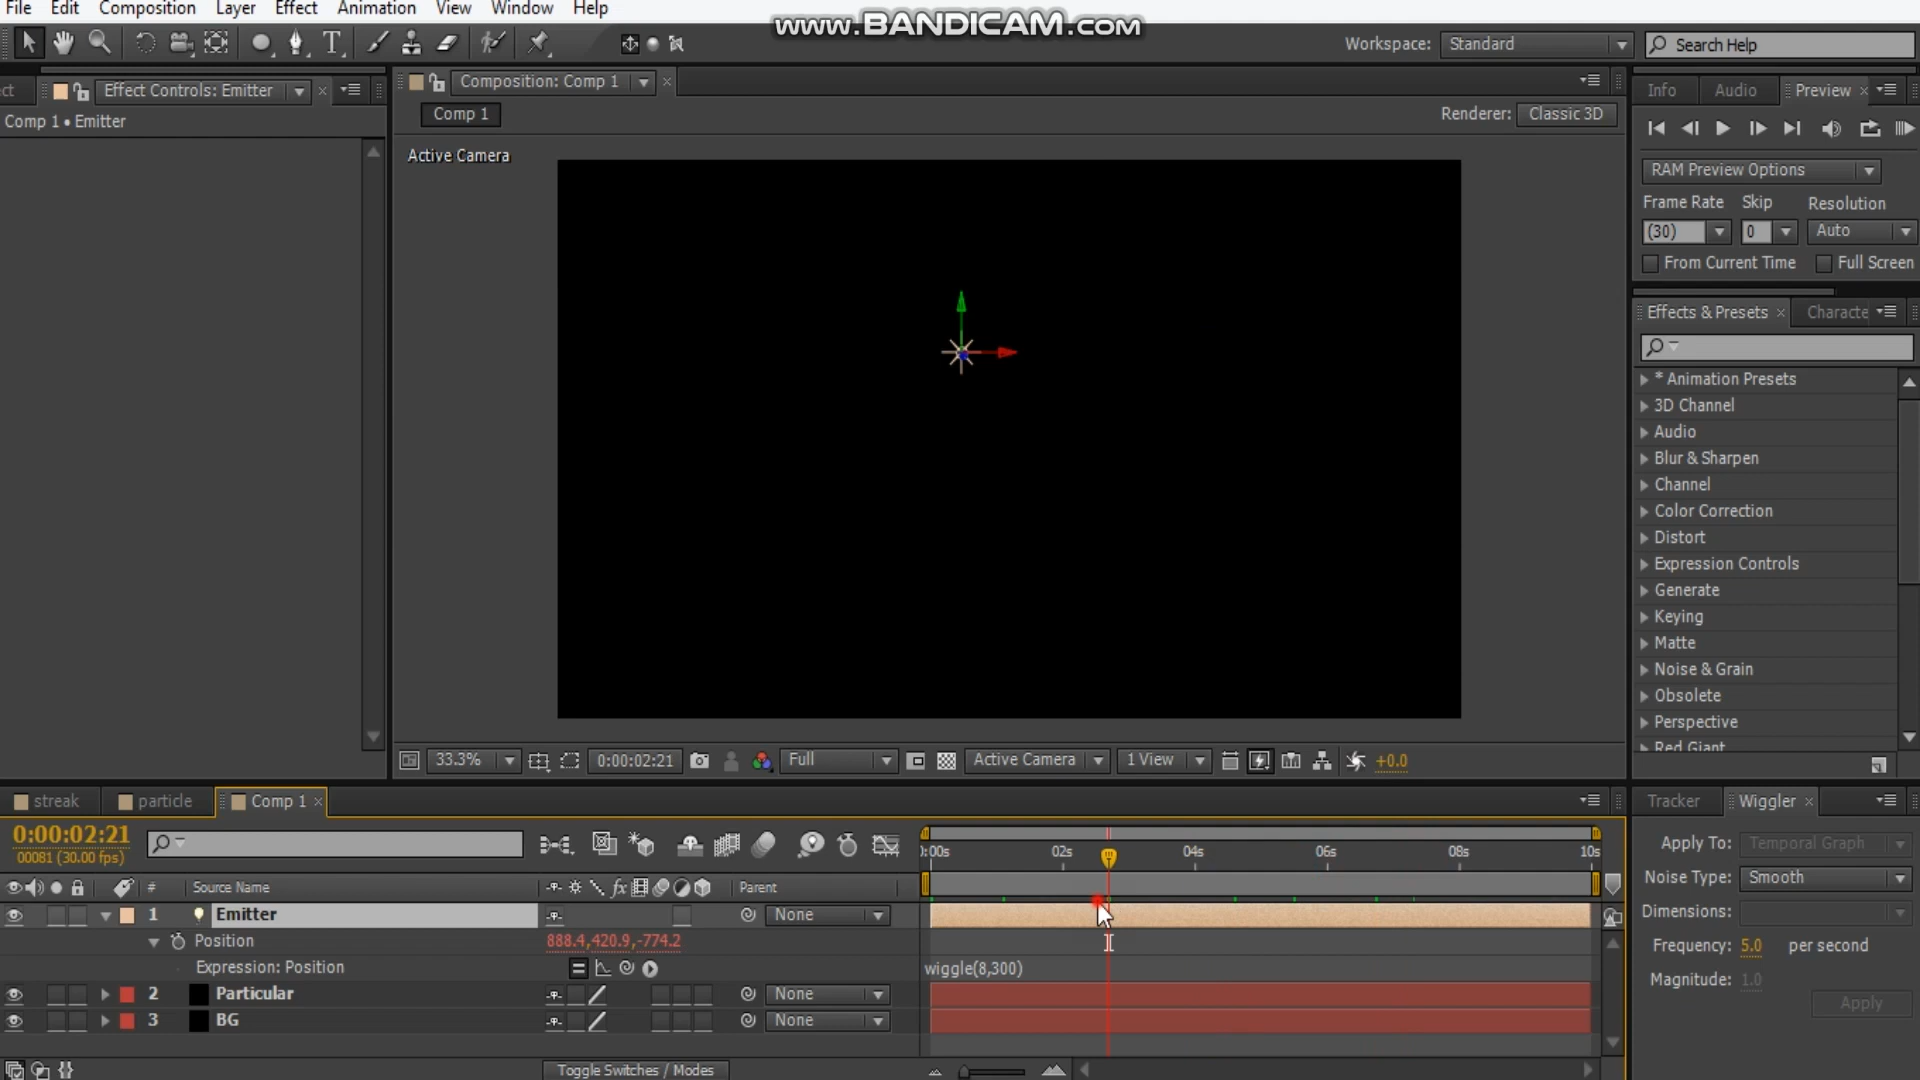 File Edit Composition Layer Effect Animation View Window Help
www.BANDICAM.com
Workspace: Standard
Search Help
ct
Effect Controls: Emitter
Composition: Comp 1
Info Audio Preview
Comp 1 • Emitter
Comp 1
Renderer: Classic 3D
Active Camera
RAM Preview Options
Frame Rate Skip Resolution
(30) 0 Auto
From Current Time Full Screen
Effects & Presets Characte
* Animation Presets
3D Channel
Audio
Blur & Sharpen
Channel
Color Correction
Distort
Expression Controls
Generate
Keying
Matte
Noise & Grain
Obsolete
Perspective
Red Giant
33.3% 0:00:02:21 Full Active Camera 1 View +0.0
streak particle Comp 1
Tracker Wiggler
0:00:02:21
00081 (30.00 fps)
):00s 02s 04s 06s 08s 10s
Apply To: Temporal Graph
Noise Type: Smooth
Dimensions:
Frequency: 5.0 per second
Magnitude: 1.0
Apply
# Source Name fx Parent
1 Emitter None
Position 888.4,420.9,-774.2
Expression: Position wiggle(8,300)
2 Particular None
3 BG None
Toggle Switches / Modes